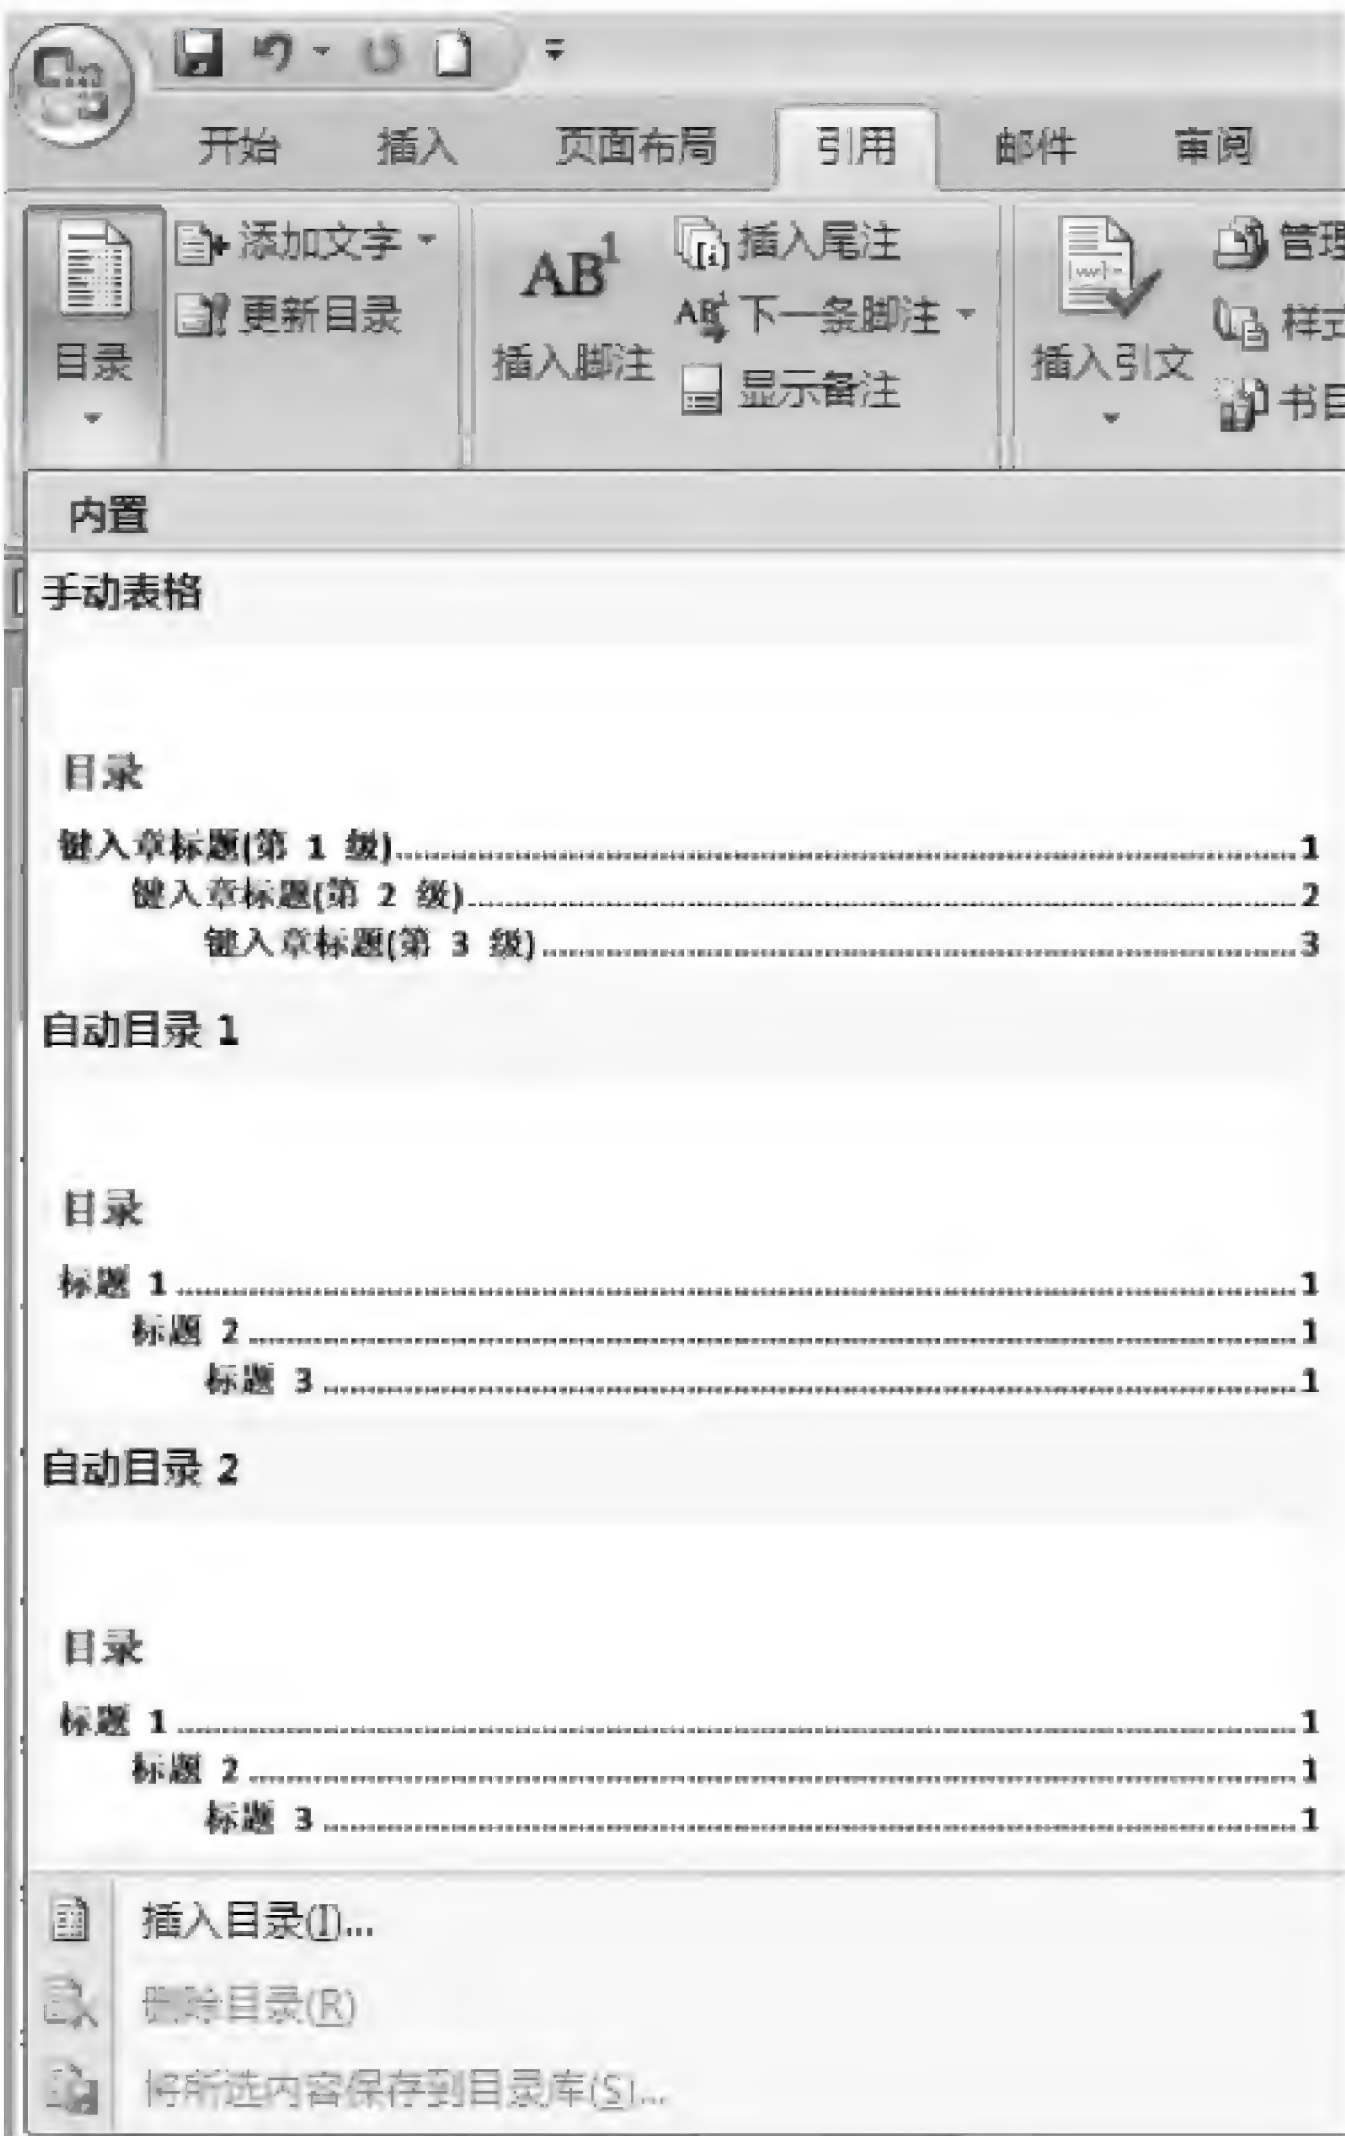 开始 插入 页面布局 引用 邮件 审阅
添加文字
插入尾注
管理
更新目录
AB¹
AB¹ 下一条脚注
样式
目录
插入脚注
显示备注
插入引文
书目
内置
手动表格
目录
键入章标题(第 1 级)................1
键入章标题(第 2 级)................2
键入章标题(第 3 级)................3
自动目录 1
目录
标题 1................1
标题 2................1
标题 3................1
自动目录 2
目录
标题 1................1
标题 2................1
标题 3................1
插入目录(I)...
删除目录(R)
将所选内容保存到目录库(S)...